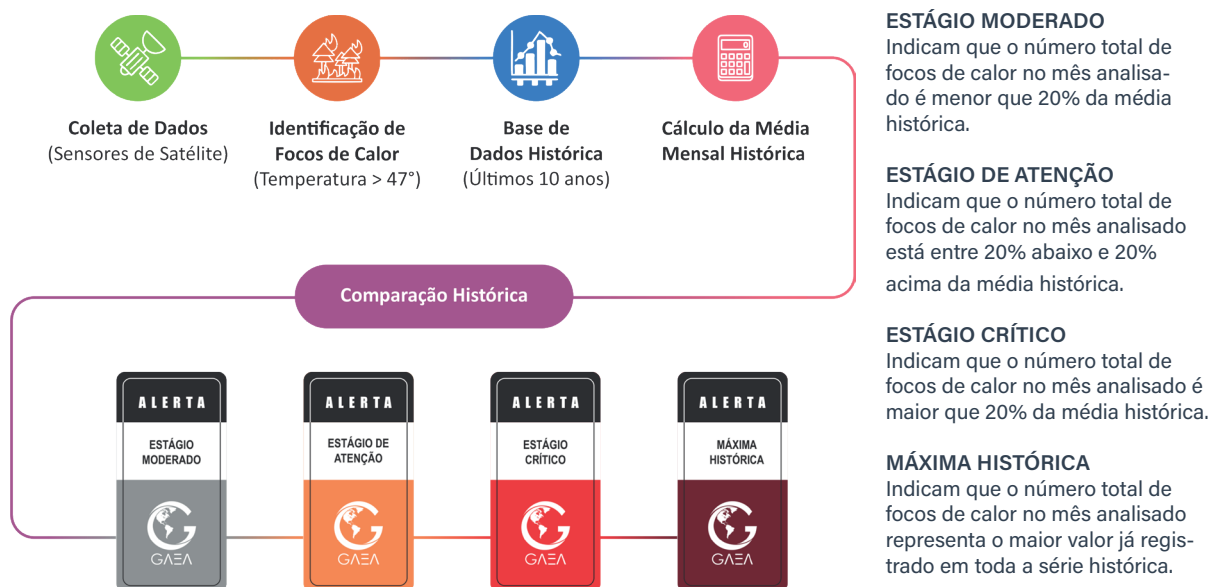 Coleta de Dados
(Sensores de Satélite)
Identificação de
Focos de Calor
(Temperatura > 47°)
Base de
Dados Histórica
(Últimos 10 anos)
Cálculo da Média
Mensal Histórica
Comparação Histórica
ALERTA
ESTÁGIO
MODERADO
GAEA
ALERTA
ESTÁGIO DE
ATENÇÃO
GAEA
ALERTA
ESTÁGIO
CRÍTICO
GAEA
ALERTA
MÁXIMA
HISTÓRICA
GAEA
ESTÁGIO MODERADO
Indicam que o número total de
focos de calor no mês analisa-
do é menor que 20% da média
histórica.
ESTÁGIO DE ATENÇÃO
Indicam que o número total de
focos de calor no mês analisado
está entre 20% abaixo e 20%
acima da média histórica.
ESTÁGIO CRÍTICO
Indicam que o número total de
focos de calor no mês analisado é
maior que 20% da média histórica.
MÁXIMA HISTÓRICA
Indicam que o número total de
focos de calor no mês analisado
representa o maior valor já regis-
trado em toda a série histórica.